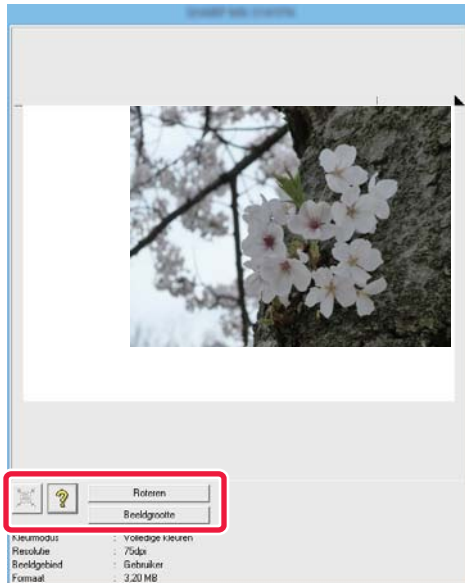 Roteren
Beeldgrootte
Kleurmodus : Volledige kleuren
Resolutie : 75dpi
Beeldgebied : Gebruiker
Formaat : 3.20 MB